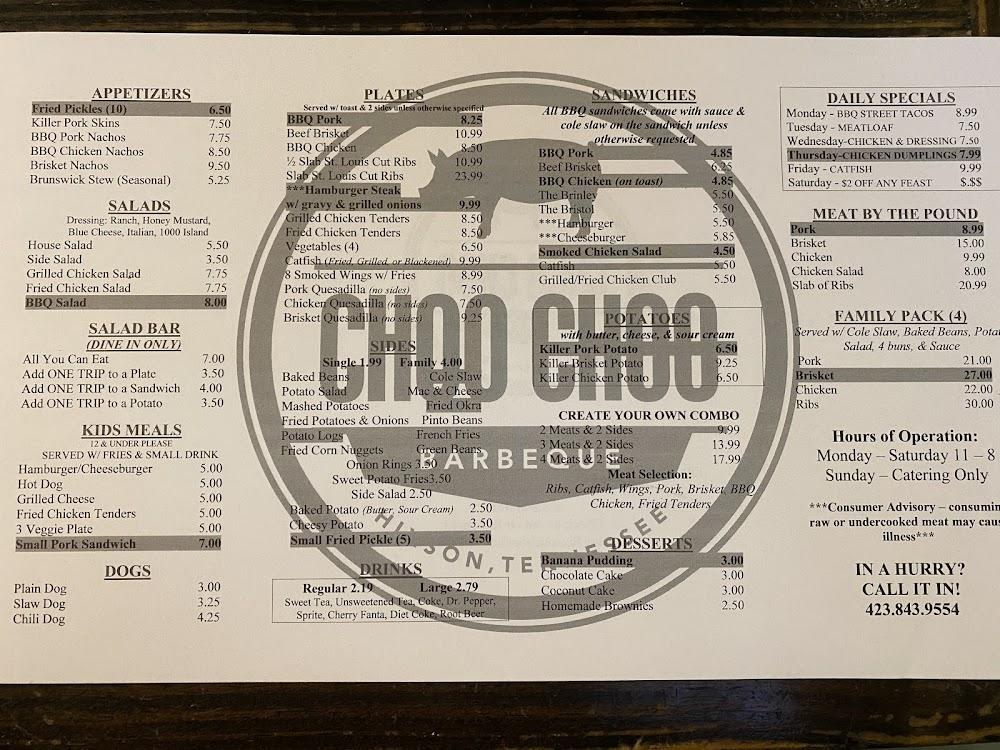 APPETIZERS
Fried Pickles (10) 6.50
Killer Pork Skins 7.50
BBQ Pork Nachos 7.75
BBQ Chicken Nachos 8.50
Brisket Nachos 9.50
Brunswick Stew (Seasonal) 5.25
SALADS
Dressing: Ranch, Honey Mustard,
Blue Cheese, Italian, 1000 Island
House Salad 5.50
Side Salad 3.50
Grilled Chicken Salad 7.75
Fried Chicken Salad 7.75
BBQ Salad 8.00
SALAD BAR
(DINE IN ONLY)
All You Can Eat 7.00
Add ONE TRIP to a Plate 3.50
Add ONE TRIP to a Sandwich 4.00
Add ONE TRIP to a Potato 3.50
KIDS MEALS
12 & UNDER PLEASE
SERVED W/ FRIES & SMALL DRINK
Hamburger/Cheeseburger 5.00
Hot Dog 5.00
Grilled Cheese 5.00
Fried Chicken Tenders 5.00
3 Veggie Plate 5.00
Small Pork Sandwich 7.00
DOGS
Plain Dog 3.00
Slaw Dog 3.25
Chili Dog 4.25
PLATES
Served w/ toast & 2 sides unless otherwise specified
BBQ Pork 8.25
Beef Brisket 10.99
BBQ Chicken 8.50
½ Slab St. Louis Cut Ribs 10.99
Slab St. Louis Cut Ribs 23.99
***Hamburger Steak
w/ gravy & grilled onions 9.99
Grilled Chicken Tenders 8.50
Fried Chicken Tenders 8.50
Vegetables (4) 6.50
Catfish (Fried, Grilled, or Blackened) 9.99
8 Smoked Wings w/ Fries 8.99
Pork Quesadilla (no sides) 7.50
Chicken Quesadilla (no sides) 7.50
Brisket Quesadilla (no sides) 9.25
SIDES
Single 1.99 Family 4.00
Baked Beans Cole Slaw
Potato Salad Mac & Cheese
Mashed Potatoes Fried Okra
Fried Potatoes & Onions Pinto Beans
Potato Logs French Fries
Fried Corn Nuggets Green Beans
Onion Rings 3.50
Sweet Potato Fries3.50
Side Salad 2.50
Baked Potato (Butter, Sour Cream) 2.50
Cheesy Potato 3.50
Small Fried Pickle (5) 3.50
DRINKS
Regular 2.19 Large 2.79
Sweet Tea, Unsweetened Tea, Coke, Dr. Pepper,
Sprite, Cherry Fanta, Diet Coke, Root Beer
SANDWICHES
All BBQ sandwiches come with sauce &
cole slaw on the sandwich unless
otherwise requested
BBQ Pork 4.85
Beef Brisket 6.25
BBQ Chicken (on toast) 4.85
The Brinley 5.50
The Bristol 5.50
***Hamburger 5.50
***Cheeseburger 5.85
Smoked Chicken Salad 4.50
Catfish 5.50
Grilled/Fried Chicken Club 5.50
POTATOES
with butter, cheese, & sour cream
Killer Pork Potato 6.50
Killer Brisket Potato 9.25
Killer Chicken Potato 6.50
CREATE YOUR OWN COMBO
2 Meats & 2 Sides 9.99
3 Meats & 2 Sides 13.99
4 Meats & 2 Sides 17.99
Meat Selection:
Ribs, Catfish, Wings, Pork, Brisket, BBQ
Chicken, Fried Tenders
DESSERTS
Banana Pudding 3.00
Chocolate Cake 3.00
Coconut Cake 3.00
Homemade Brownies 2.50
DAILY SPECIALS
Monday - BBQ STREET TACOS 8.99
Tuesday - MEATLOAF 7.50
Wednesday-CHICKEN & DRESSING 7.50
Thursday-CHICKEN DUMPLINGS 7.99
Friday - CATFISH 9.99
Saturday - $2 OFF ANY FEAST $.$$
MEAT BY THE POUND
Pork 8.99
Brisket 15.00
Chicken 9.99
Chicken Salad 8.00
Slab of Ribs 20.99
FAMILY PACK (4)
Served w/ Cole Slaw, Baked Beans, Potat
Salad, 4 buns, & Sauce
Pork 21.00
Brisket 27.00
Chicken 22.00
Ribs 30.00
Hours of Operation:
Monday – Saturday 11 – 8
Sunday – Catering Only
***Consumer Advisory – consumin
raw or undercooked meat may cau
illness***
IN A HURRY?
CALL IT IN!
423.843.9554
CHOO CHOO
BARBECUE
HIXSON, TENNESSEE